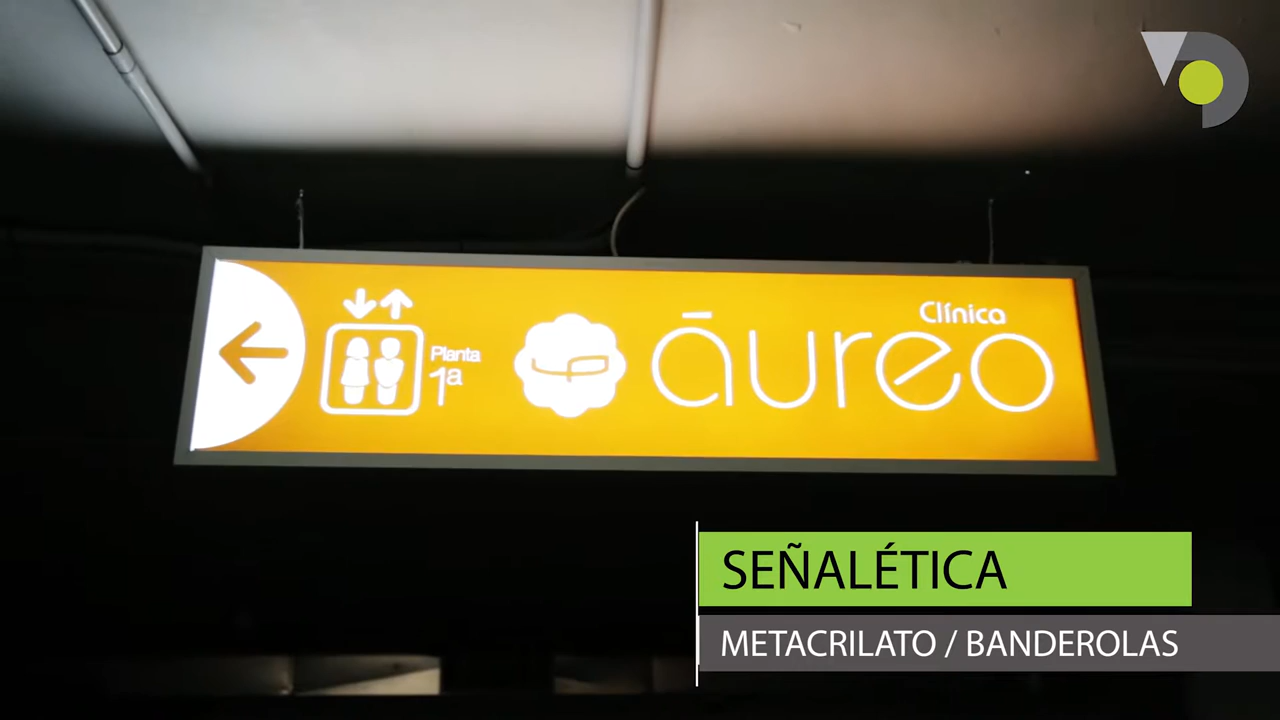 Clínica
Planta
1ª
āureo
SEÑALÉTICA
METACRILATO / BANDEROLAS